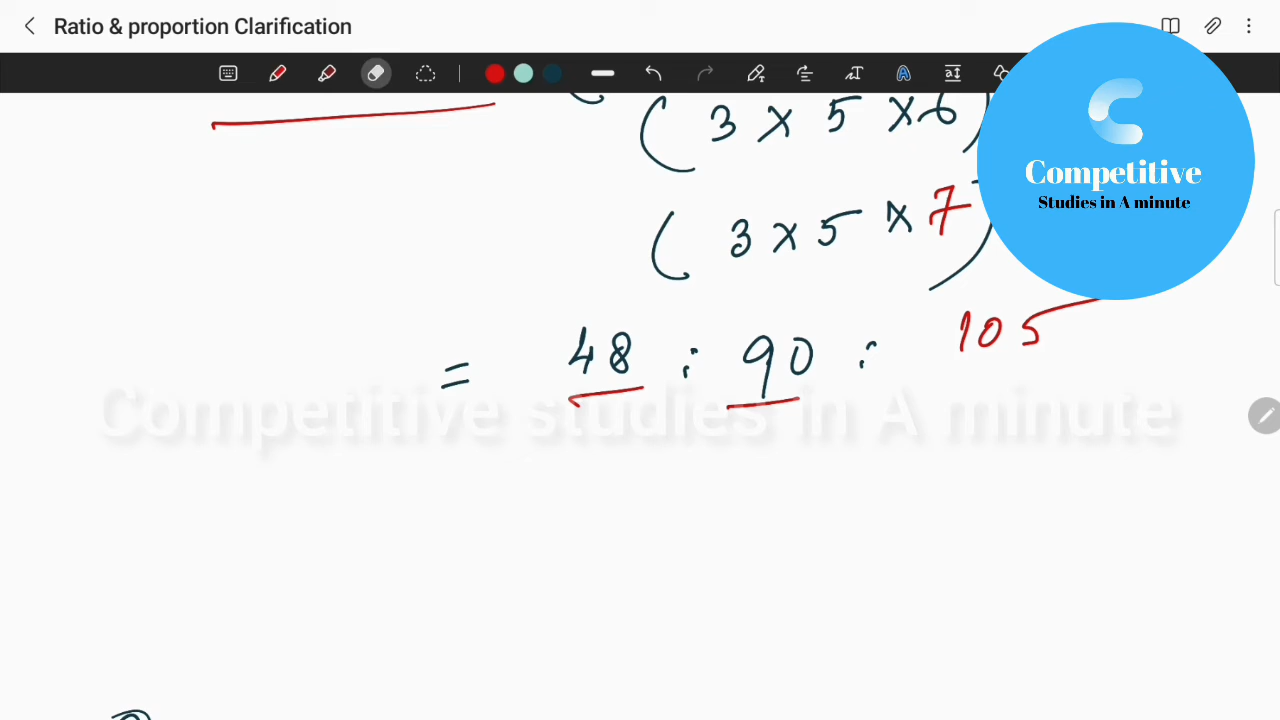 Ratio & proportion Clarification
( 3 × 5 × 6 )
( 3 × 5 × 7 )
Competitive
Studies in A minute
= 48 : 90 : 105
Competitive studies in A minute